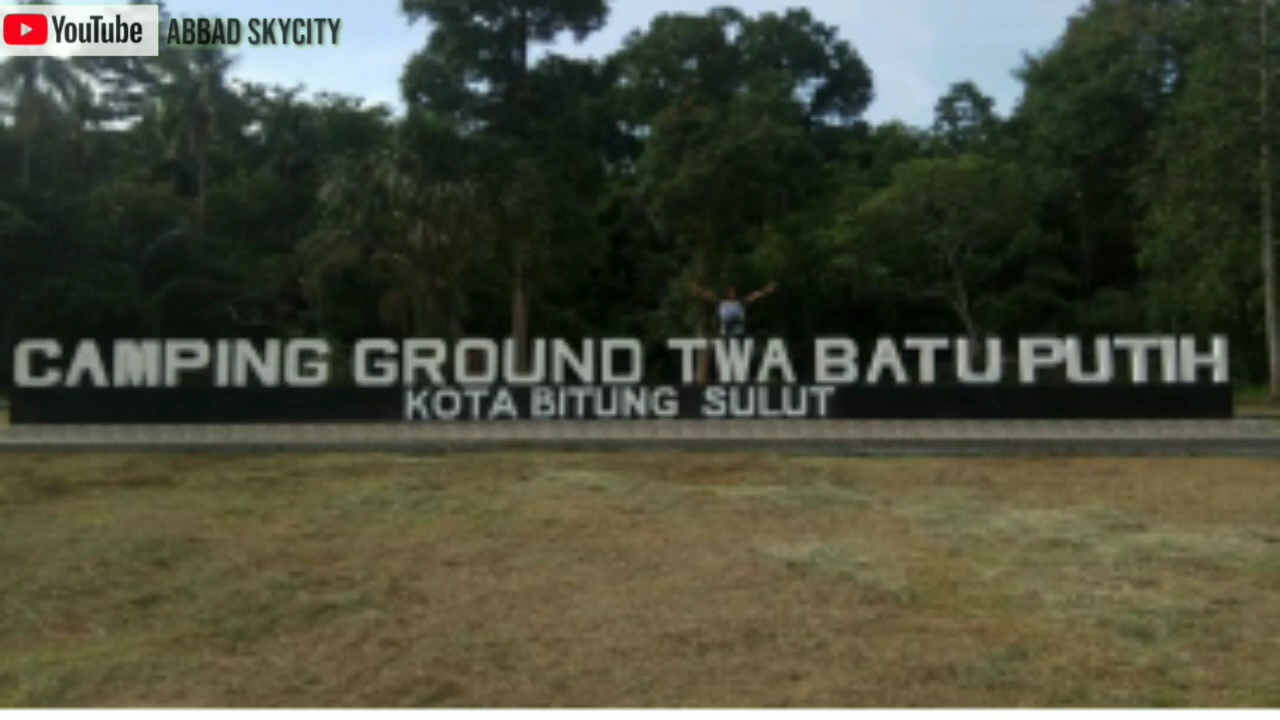 YouTube ABBAD SKYCITY
CAMPING GROUND TWA BATU PUTIH
KOTA BITUNG SULUT